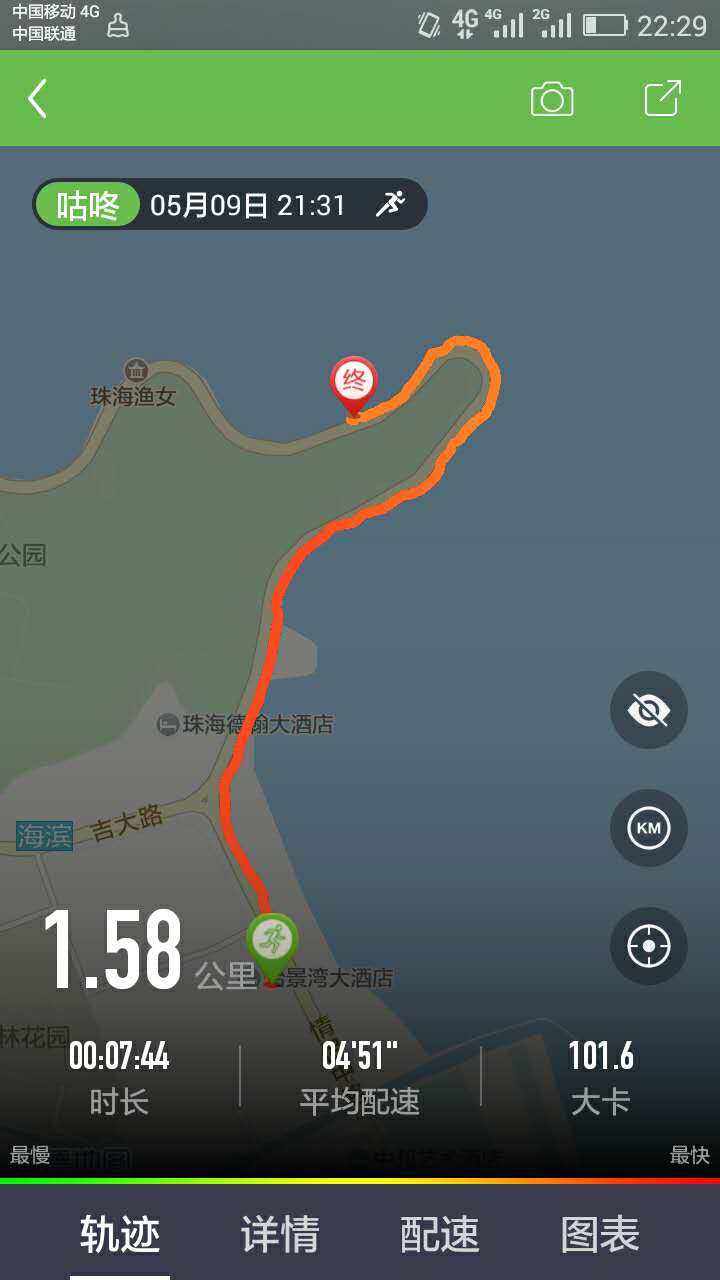 中国移动 4G
中国联通
4G 4G 2G 22:29
咕咚 05月09日 21:31
终
珠海渔女
公园
珠海德翰大酒店
吉大路
海滨
1.58 公里
怡景湾大酒店
林花园
00:07:44 04'51" 101.6
时长 平均配速 大卡
KM
最慢 最快
轨迹 详情 配速 图表